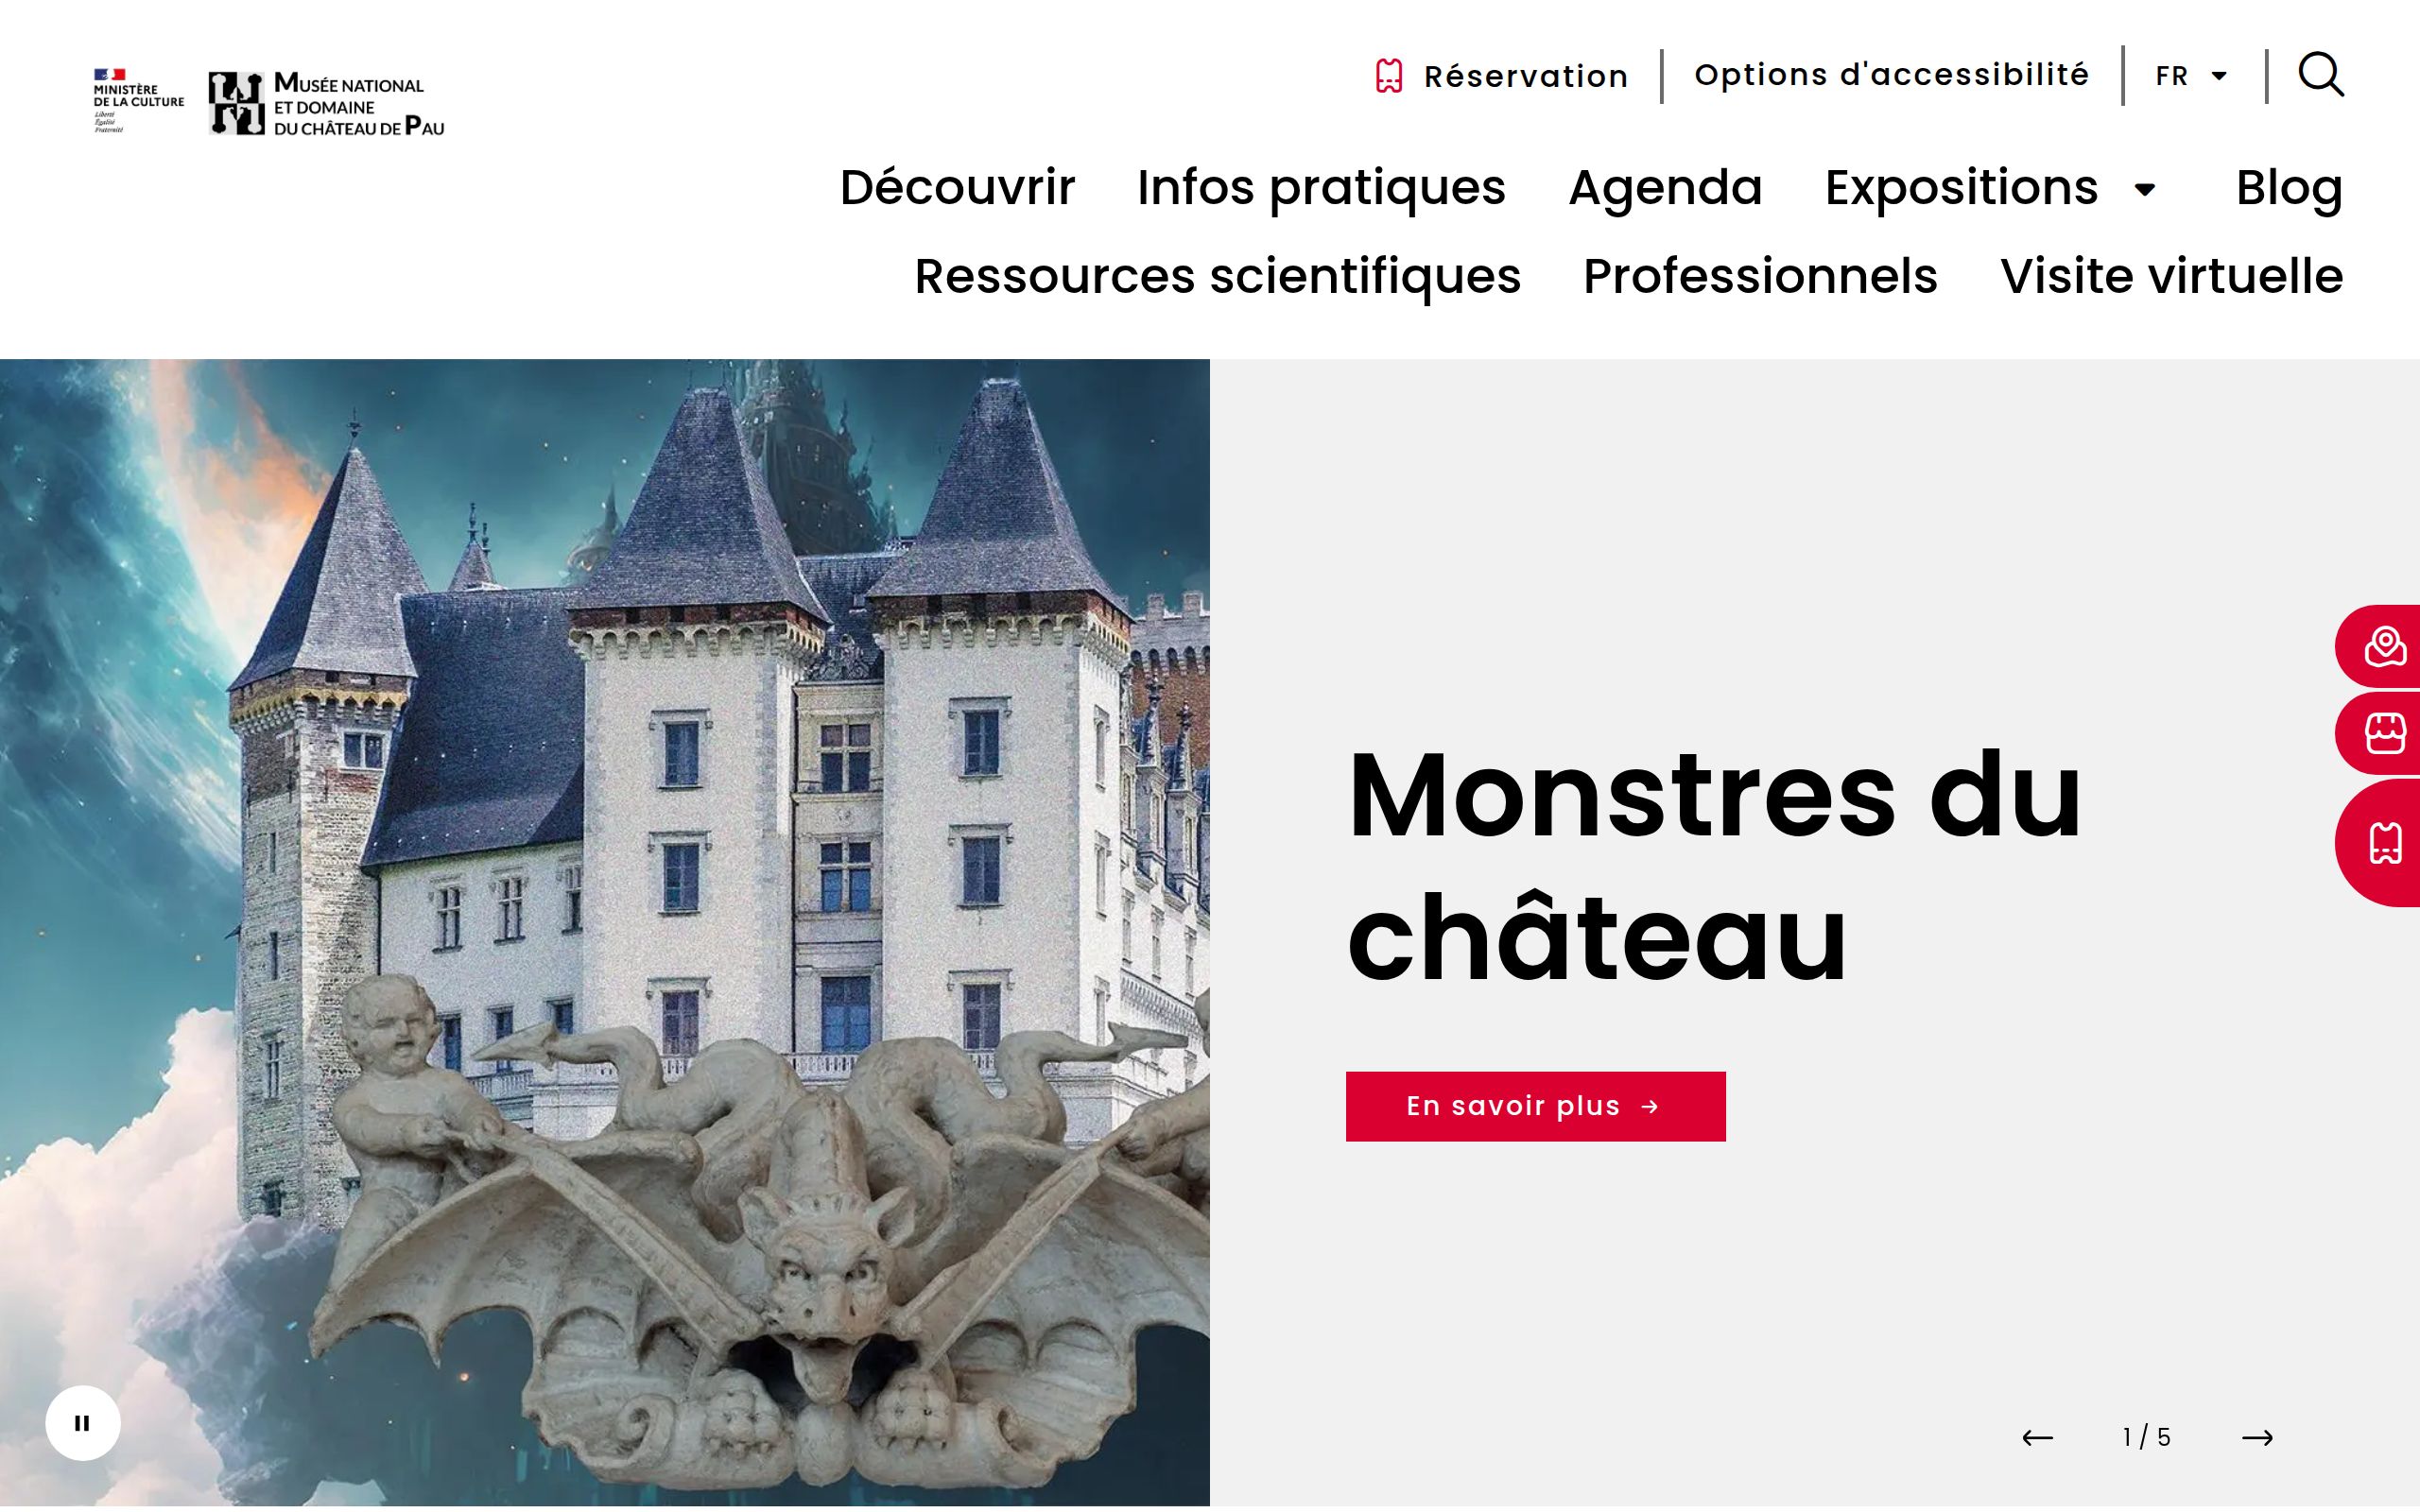 MINISTÈRE
DE LA CULTURE
Liberté
Égalité
Fraternité
MUSÉE NATIONAL
ET DOMAINE
DU CHÂTEAU DE PAU
Réservation
Options d'accessibilité
FR
Découvrir
Infos pratiques
Agenda
Expositions
Blog
Ressources scientifiques
Professionnels
Visite virtuelle
Monstres du
château
En savoir plus
1 / 5